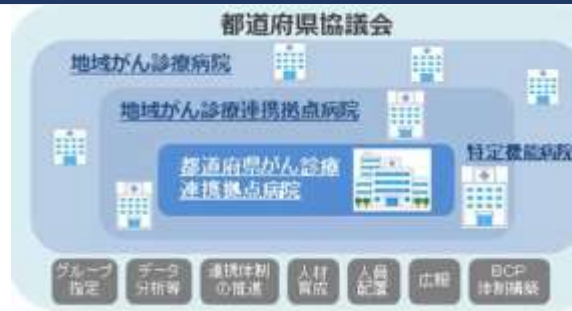 都道府県協議会
地域がん診療病院
地域がん診療連携拠点病院
特定機能病院
都道府県がん診療
連携拠点病院
グループ
指定
データ
分析等
連携体制
の推進
人材
育成
人員
配置
広報
BCP
体制構築